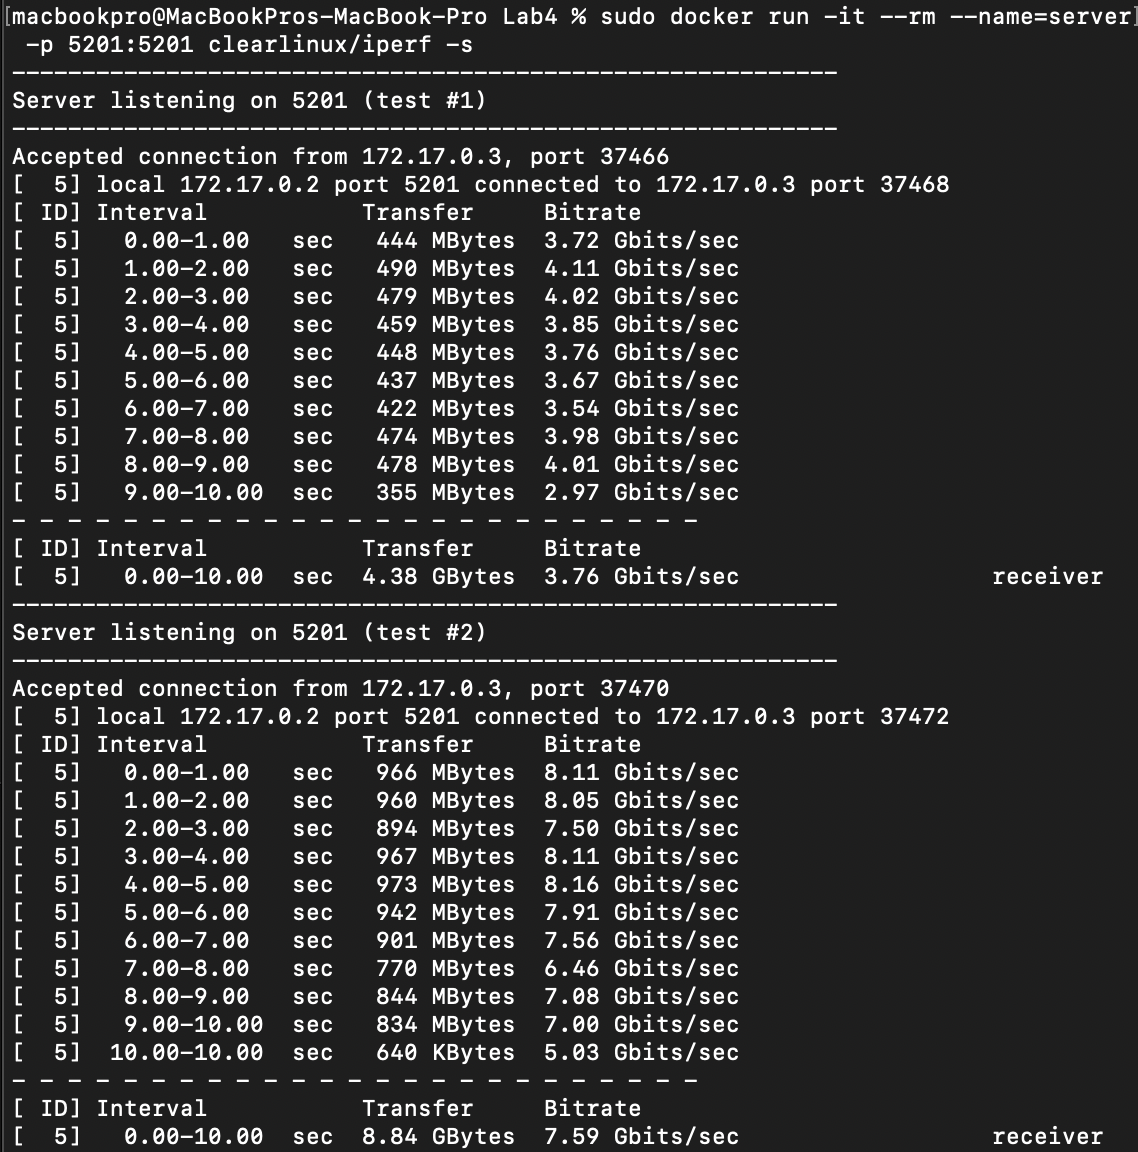 [macbookpro@MacBookPros-MacBook-Pro Lab4 % sudo docker run -it --rm --name=server]
 -p 5201:5201 clearlinux/iperf -s
-----------------------------------------------------------
Server listening on 5201 (test #1)
-----------------------------------------------------------
Accepted connection from 172.17.0.3, port 37466
[  5] local 172.17.0.2 port 5201 connected to 172.17.0.3 port 37468
[ ID] Interval           Transfer     Bitrate
[  5]   0.00-1.00   sec   444 MBytes  3.72 Gbits/sec
[  5]   1.00-2.00   sec   490 MBytes  4.11 Gbits/sec
[  5]   2.00-3.00   sec   479 MBytes  4.02 Gbits/sec
[  5]   3.00-4.00   sec   459 MBytes  3.85 Gbits/sec
[  5]   4.00-5.00   sec   448 MBytes  3.76 Gbits/sec
[  5]   5.00-6.00   sec   437 MBytes  3.67 Gbits/sec
[  5]   6.00-7.00   sec   422 MBytes  3.54 Gbits/sec
[  5]   7.00-8.00   sec   474 MBytes  3.98 Gbits/sec
[  5]   8.00-9.00   sec   478 MBytes  4.01 Gbits/sec
[  5]   9.00-10.00  sec   355 MBytes  2.97 Gbits/sec
- - - - - - - - - - - - - - - - - - - - - - - - -
[ ID] Interval           Transfer     Bitrate
[  5]   0.00-10.00  sec  4.38 GBytes  3.76 Gbits/sec                  receiver
-----------------------------------------------------------
Server listening on 5201 (test #2)
-----------------------------------------------------------
Accepted connection from 172.17.0.3, port 37470
[  5] local 172.17.0.2 port 5201 connected to 172.17.0.3 port 37472
[ ID] Interval           Transfer     Bitrate
[  5]   0.00-1.00   sec   966 MBytes  8.11 Gbits/sec
[  5]   1.00-2.00   sec   960 MBytes  8.05 Gbits/sec
[  5]   2.00-3.00   sec   894 MBytes  7.50 Gbits/sec
[  5]   3.00-4.00   sec   967 MBytes  8.11 Gbits/sec
[  5]   4.00-5.00   sec   973 MBytes  8.16 Gbits/sec
[  5]   5.00-6.00   sec   942 MBytes  7.91 Gbits/sec
[  5]   6.00-7.00   sec   901 MBytes  7.56 Gbits/sec
[  5]   7.00-8.00   sec   770 MBytes  6.46 Gbits/sec
[  5]   8.00-9.00   sec   844 MBytes  7.08 Gbits/sec
[  5]   9.00-10.00  sec   834 MBytes  7.00 Gbits/sec
[  5]  10.00-10.00  sec   640 KBytes  5.03 Gbits/sec
- - - - - - - - - - - - - - - - - - - - - - - - -
[ ID] Interval           Transfer     Bitrate
[  5]   0.00-10.00  sec  8.84 GBytes  7.59 Gbits/sec                  receiver